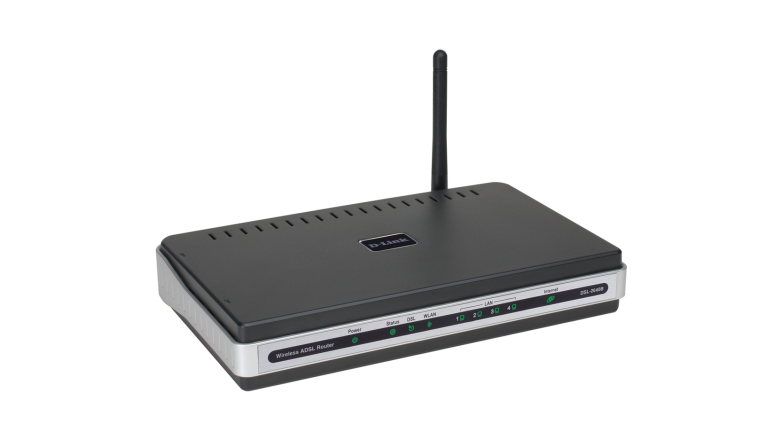 D-Link
LAN
Internet
Power
Status
DSL
WLAN
1 2 3 4
Wireless ADSL Router
DSL-2640B